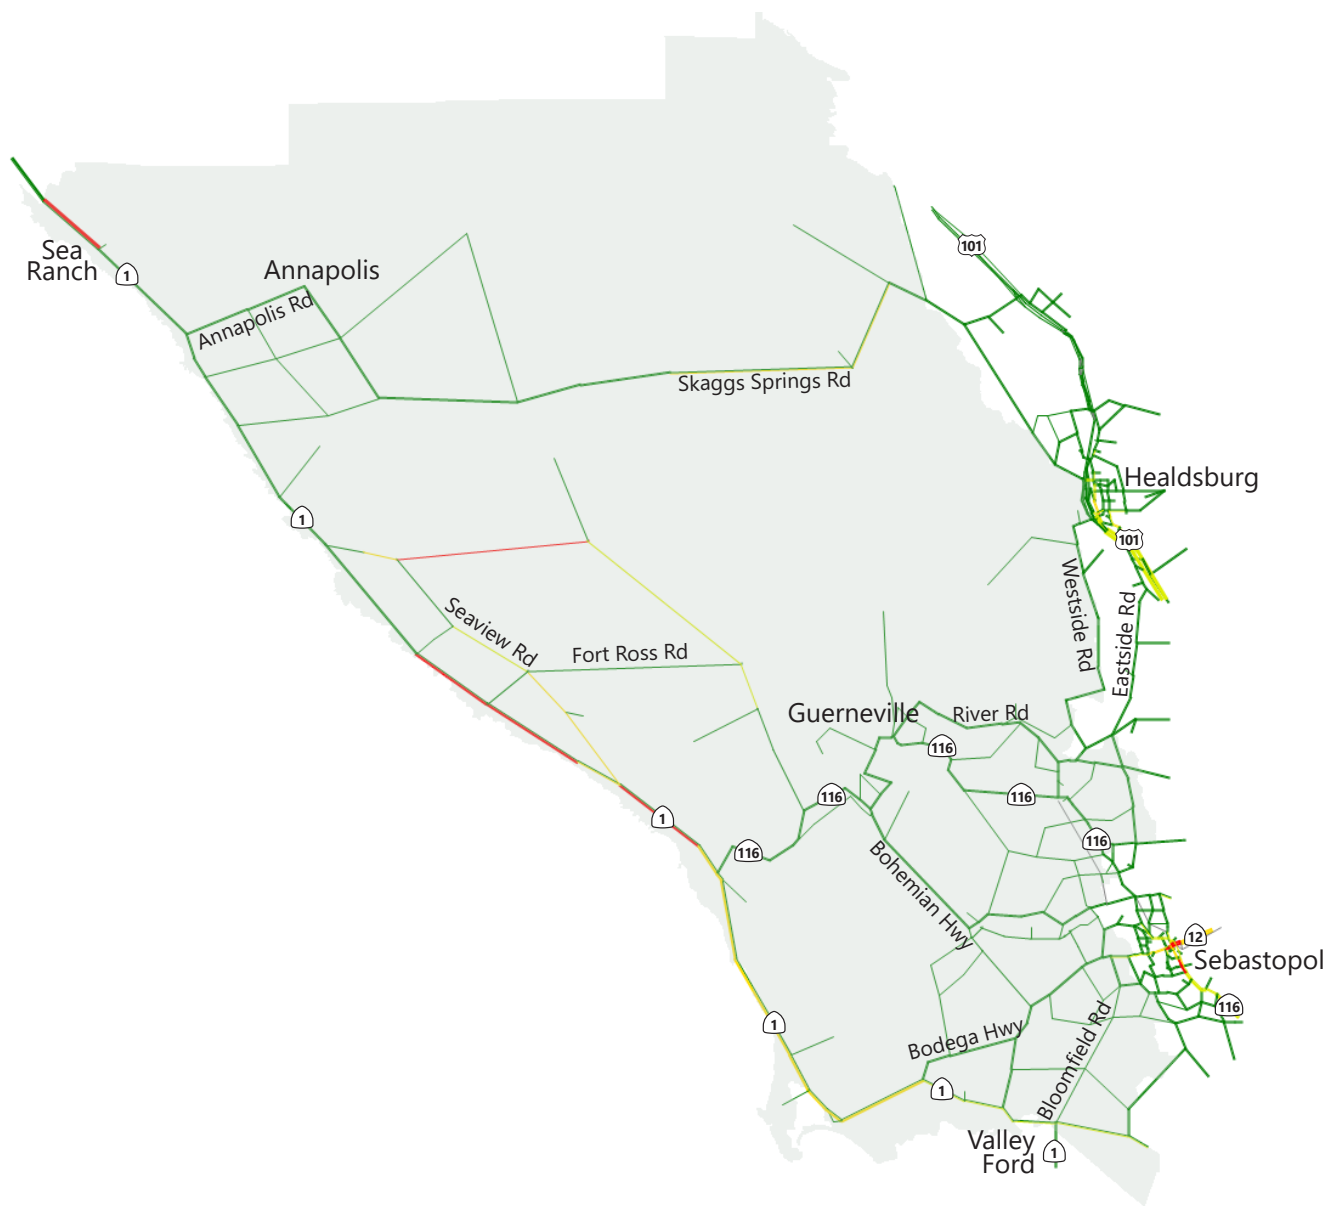 101
Sea
Ranch
1
Annapolis
Annapolis Rd
Skaggs Springs Rd
Healdsburg
1
101
Westside Rd
Eastside Rd
Seaview Rd
Fort Ross Rd
Guerneville
River Rd
116
116
116
1
116
116
Bohemian Hwy
12
Sebastopol
116
1
Bodega Hwy
Bloomfield Rd
1
Valley
Ford
1